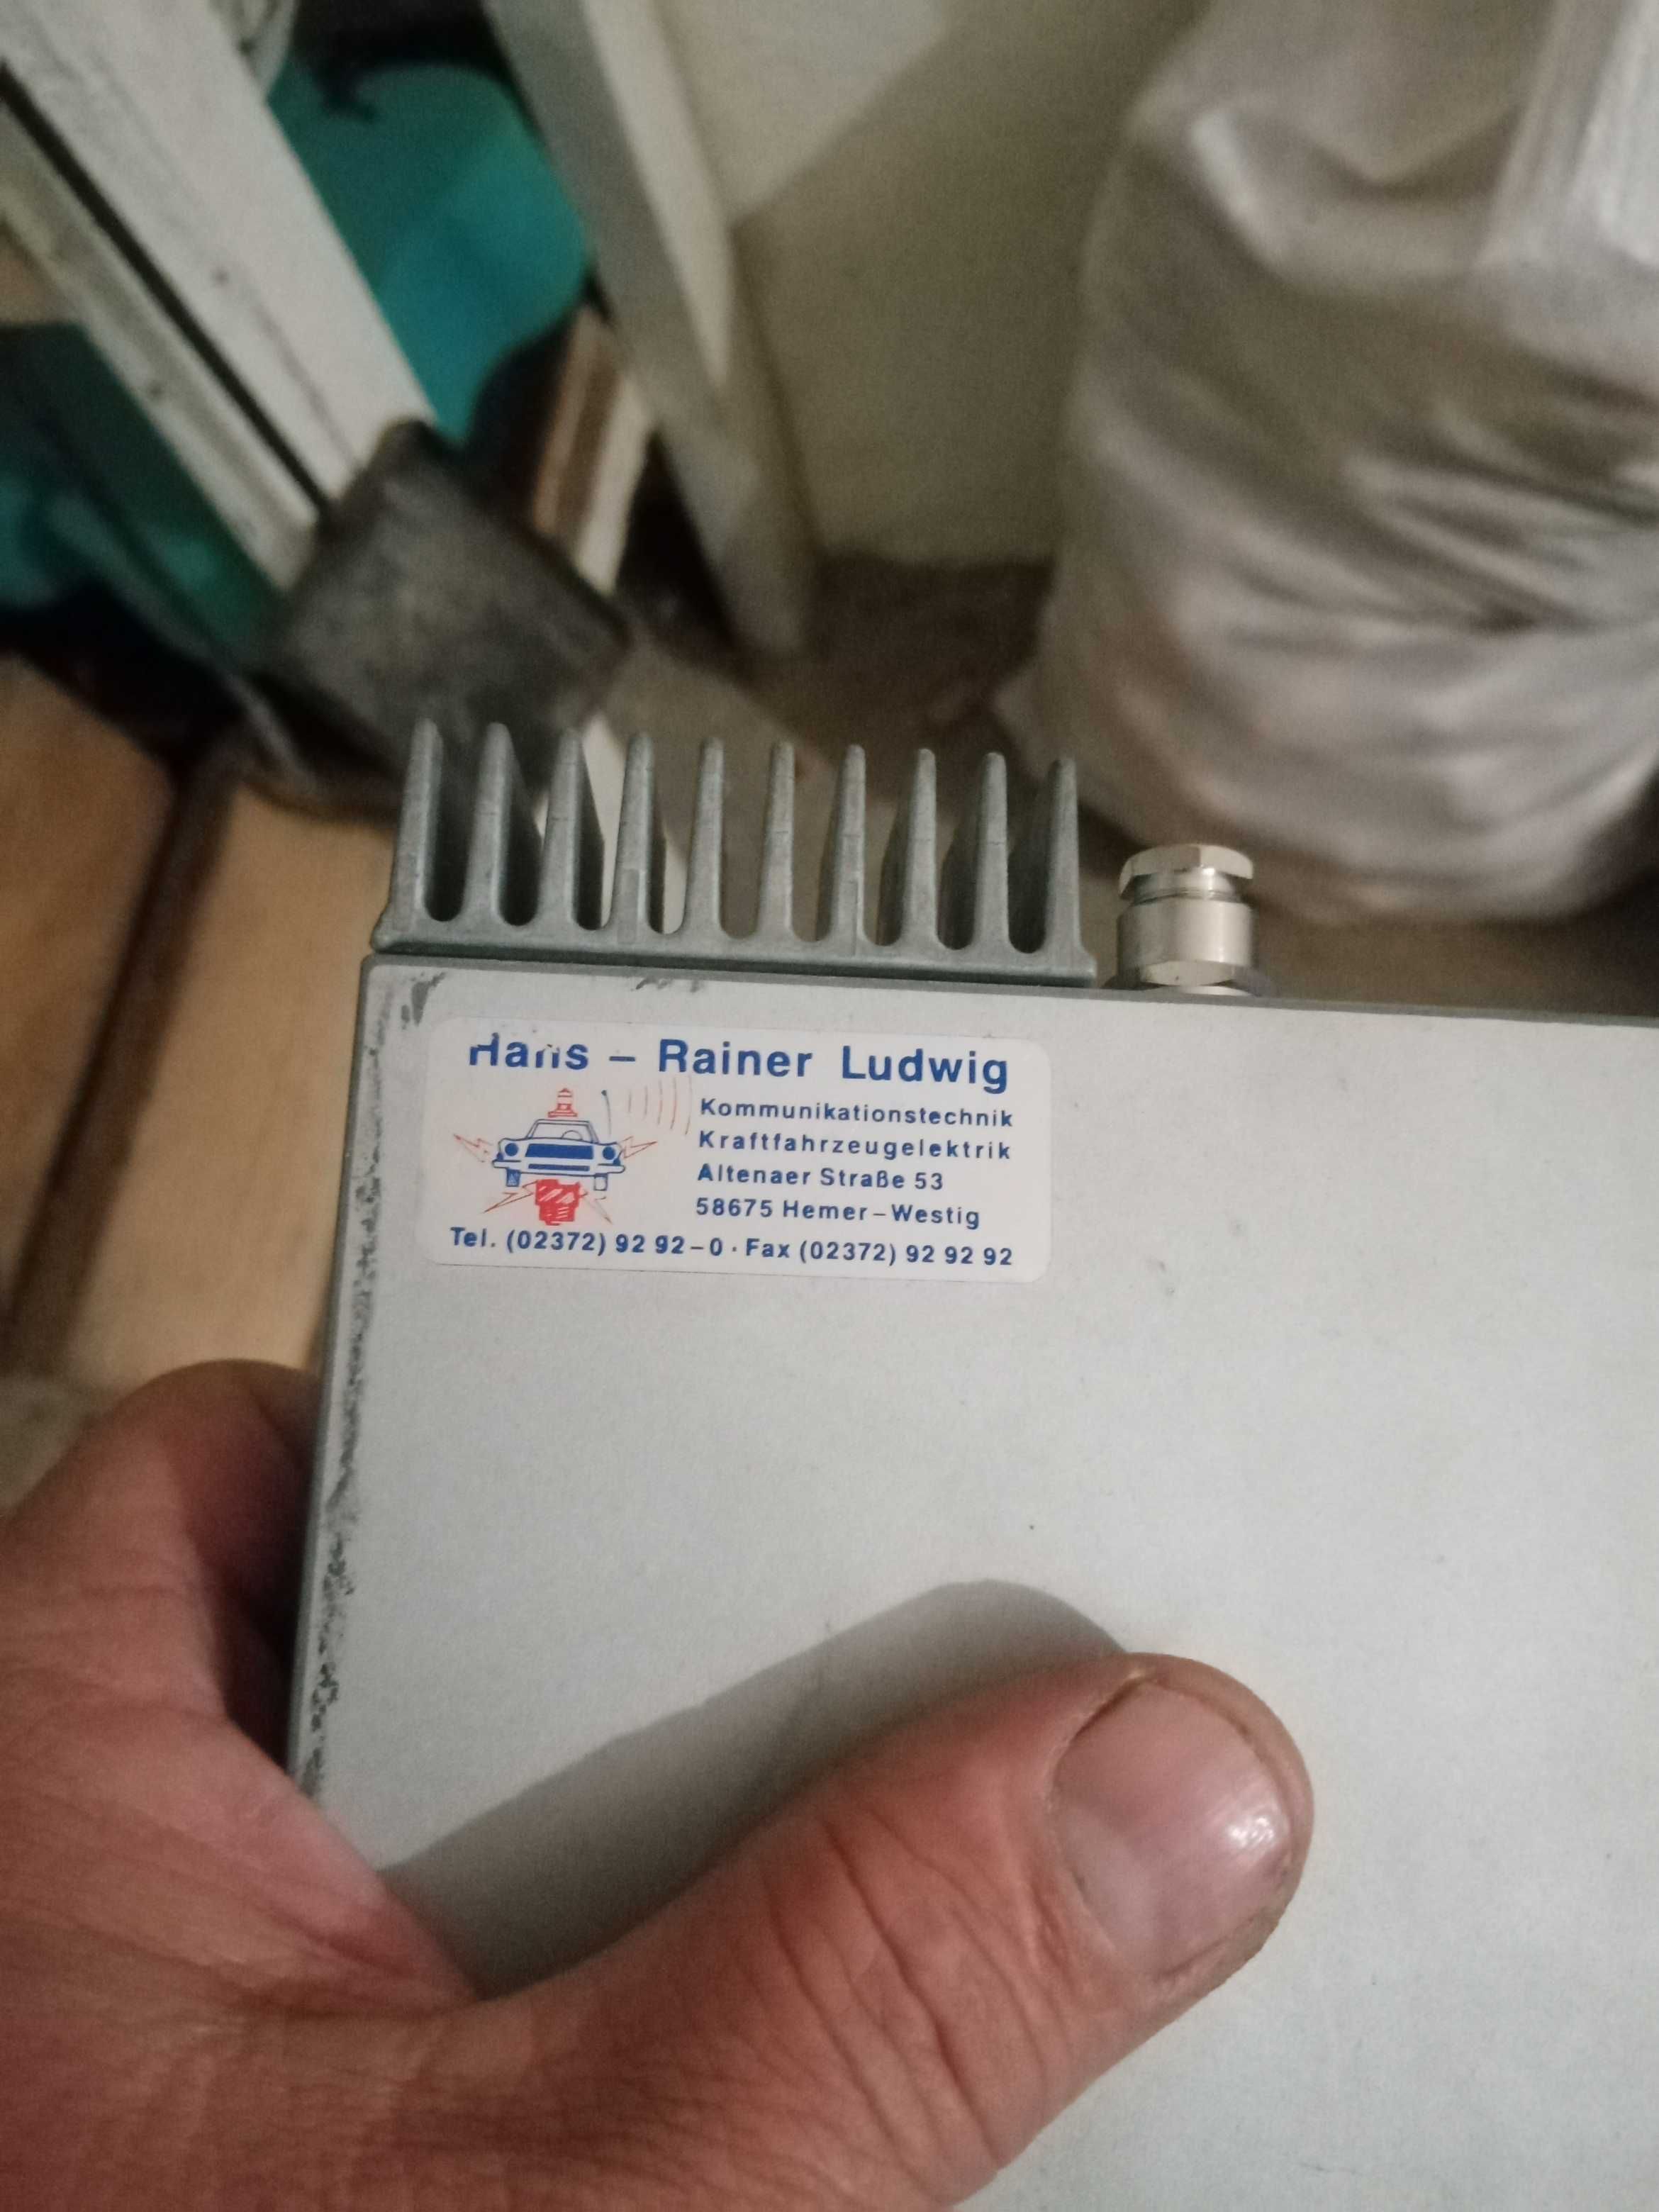 Hans – Rainer Ludwig
Kommunikationstechnik
Kraftfahrzeugelektrik
Altenaer Straße 53
58675 Hemer–Westig
Tel. (02372) 92 92–0 · Fax (02372) 92 92 92